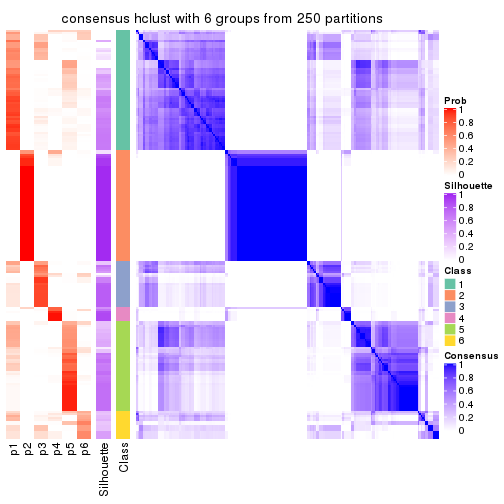 consensus hclust with 6 groups from 250 partitions
Prob
1
0.8
0.6
0.4
0.2
0
Silhouette
1
0.8
0.6
0.4
0.2
0
Class
1
2
3
4
5
6
Consensus
1
0.8
0.6
0.4
0.2
0
p1
p2
p3
p4
p5
p6
Silhouette
Class